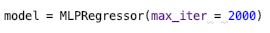 model = MLPRegressor(max_iter = 2000)